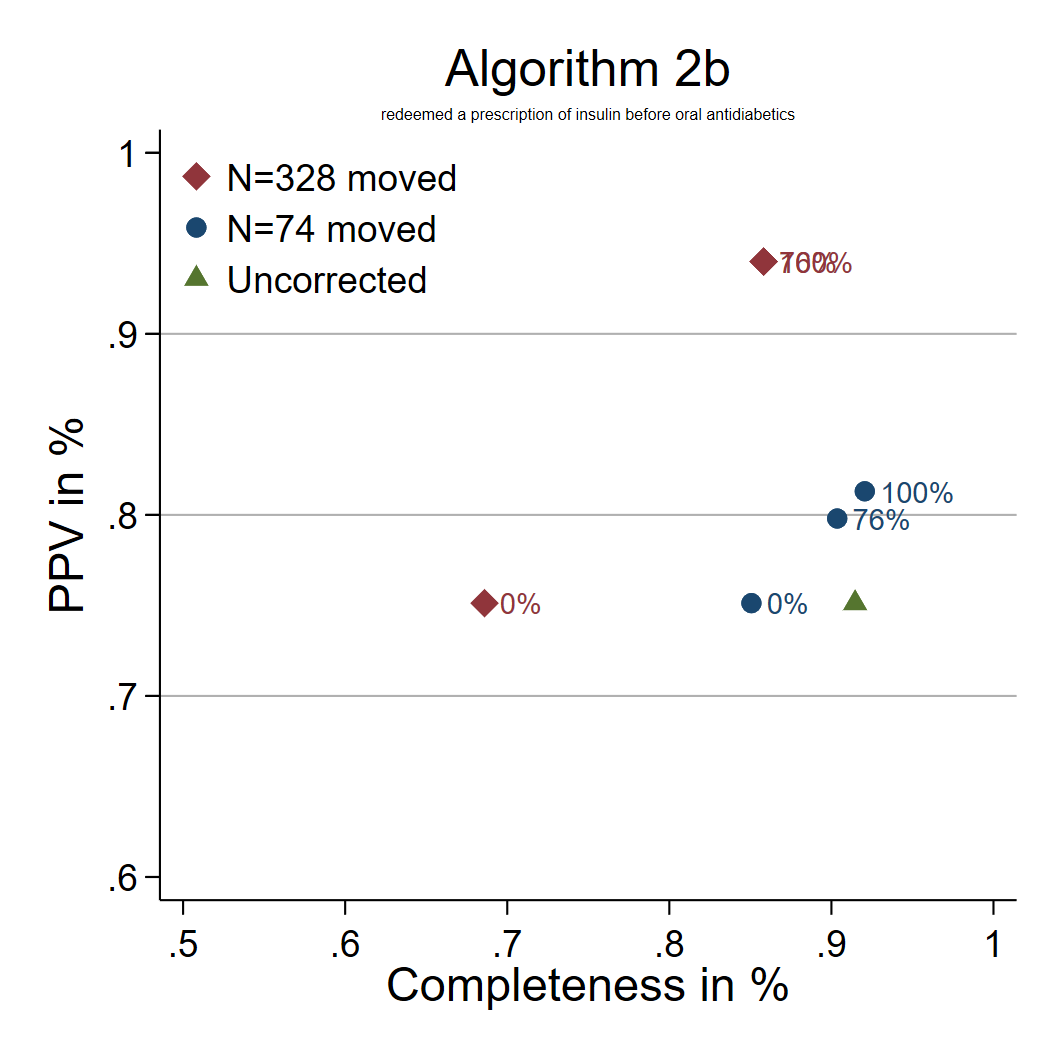 Algorithm 2b
redeemed a prescription of insulin before oral antidiabetics
1
N=328 moved
N=74 moved
Uncorrected
.9
100%
.8
76%
0%
0%
.7
.6
PPV in %
.5 .6 .7 .8 .9 1
Completeness in %